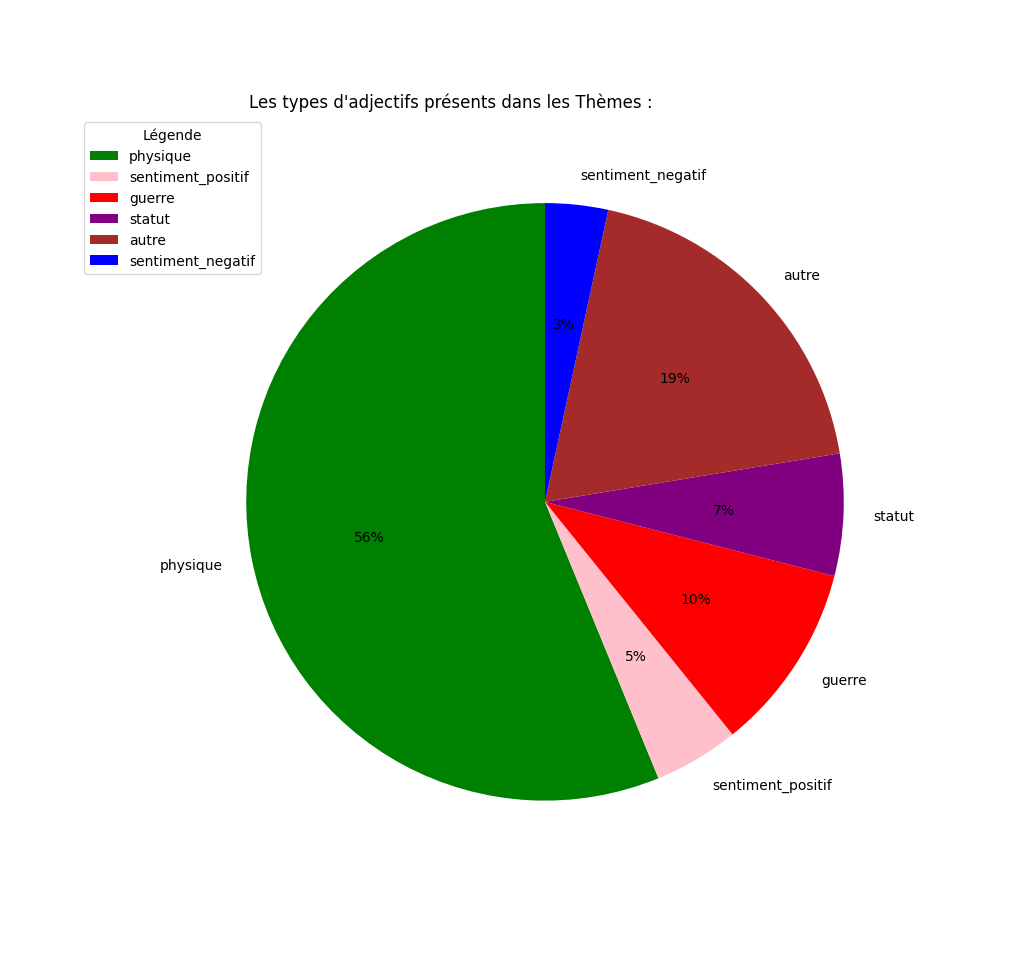 Les types d'adjectifs présents dans les Thèmes :
Légende
physique
sentiment_positif
guerre
statut
autre
sentiment_negatif
sentiment_negatif
autre
3%
19%
statut
7%
56%
physique
10%
5%
guerre
sentiment_positif